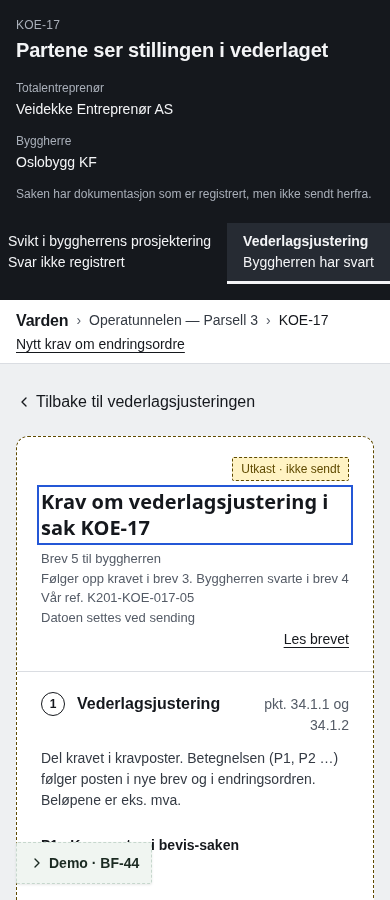 KOE-17
Partene ser stillingen i vederlaget
Totalentreprenør
Veidekke Entreprenør AS
Byggherre
Oslobygg KF
Saken har dokumentasjon som er registrert, men ikke sendt herfra.
Svikt i byggherrens prosjektering
Svar ikke registrert
Vederlagsjustering
Byggherren har svart
Varden › Operatunnelen — Parsell 3 › KOE-17
Nytt krav om endringsordre
Tilbake til vederlagsjusteringen
Utkast · ikke sendt
Krav om vederlagsjustering i
sak KOE-17
Brev 5 til byggherren
Følger opp kravet i brev 3. Byggherren svarte i brev 4
Vår ref. K201-KOE-017-05
Datoen settes ved sending
Les brevet
1 Vederlagsjustering
pkt. 34.1.1 og
34.1.2
Del kravet i kravposter. Betegnelsen (P1, P2 …)
følger posten i nye brev og i endringsordren.
Beløpene er eks. mva.
i bevis-saken
Demo · BF-44